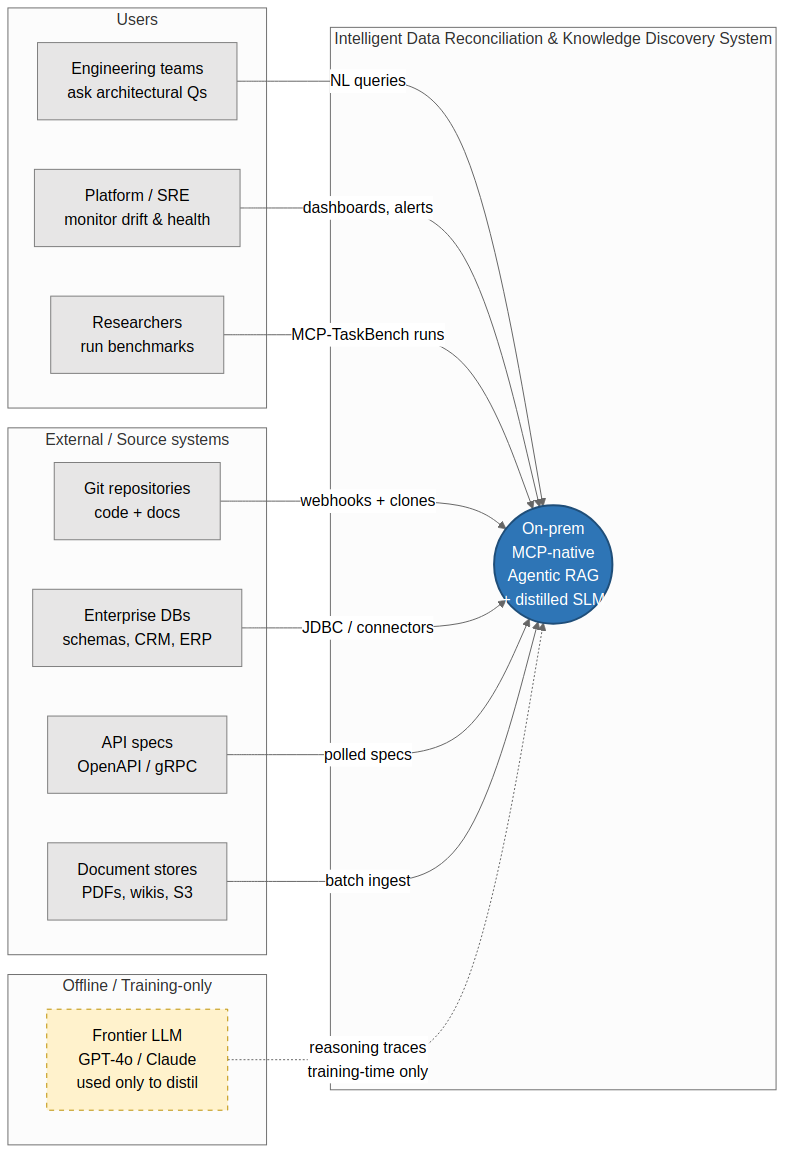 Users
Engineering teams
ask architectural Qs
Platform / SRE
monitor drift & health
Researchers
run benchmarks
External / Source systems
Git repositories
code + docs
Enterprise DBs
schemas, CRM, ERP
API specs
OpenAPI / gRPC
Document stores
PDFs, wikis, S3
Offline / Training-only
Frontier LLM
GPT-4o / Claude
used only to distil
NL queries
dashboards, alerts
MCP-TaskBench runs
webhooks + clones
JDBC / connectors
polled specs
batch ingest
reasoning traces
training-time only
Intelligent Data Reconciliation & Knowledge Discovery System
On-prem
MCP-native
Agentic RAG
+ distilled SLM